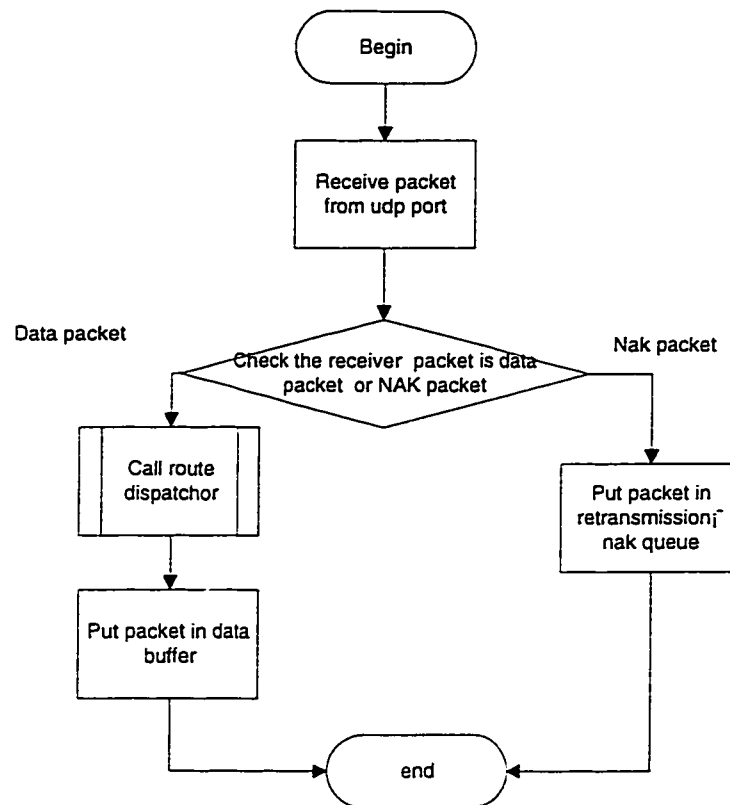 Begin
Receive packet
from udp port
Data packet
Nak packet
Check the receiver packet is data
packet or NAK packet
Call route
dispatchor
Put packet in
retransmission¡¯
nak queue
Put packet in data
buffer
end